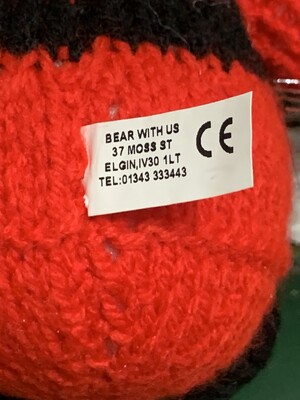 BEAR WITH US
37 MOSS ST
ELGIN,IV30 1LT
TEL:01343 333443
CE